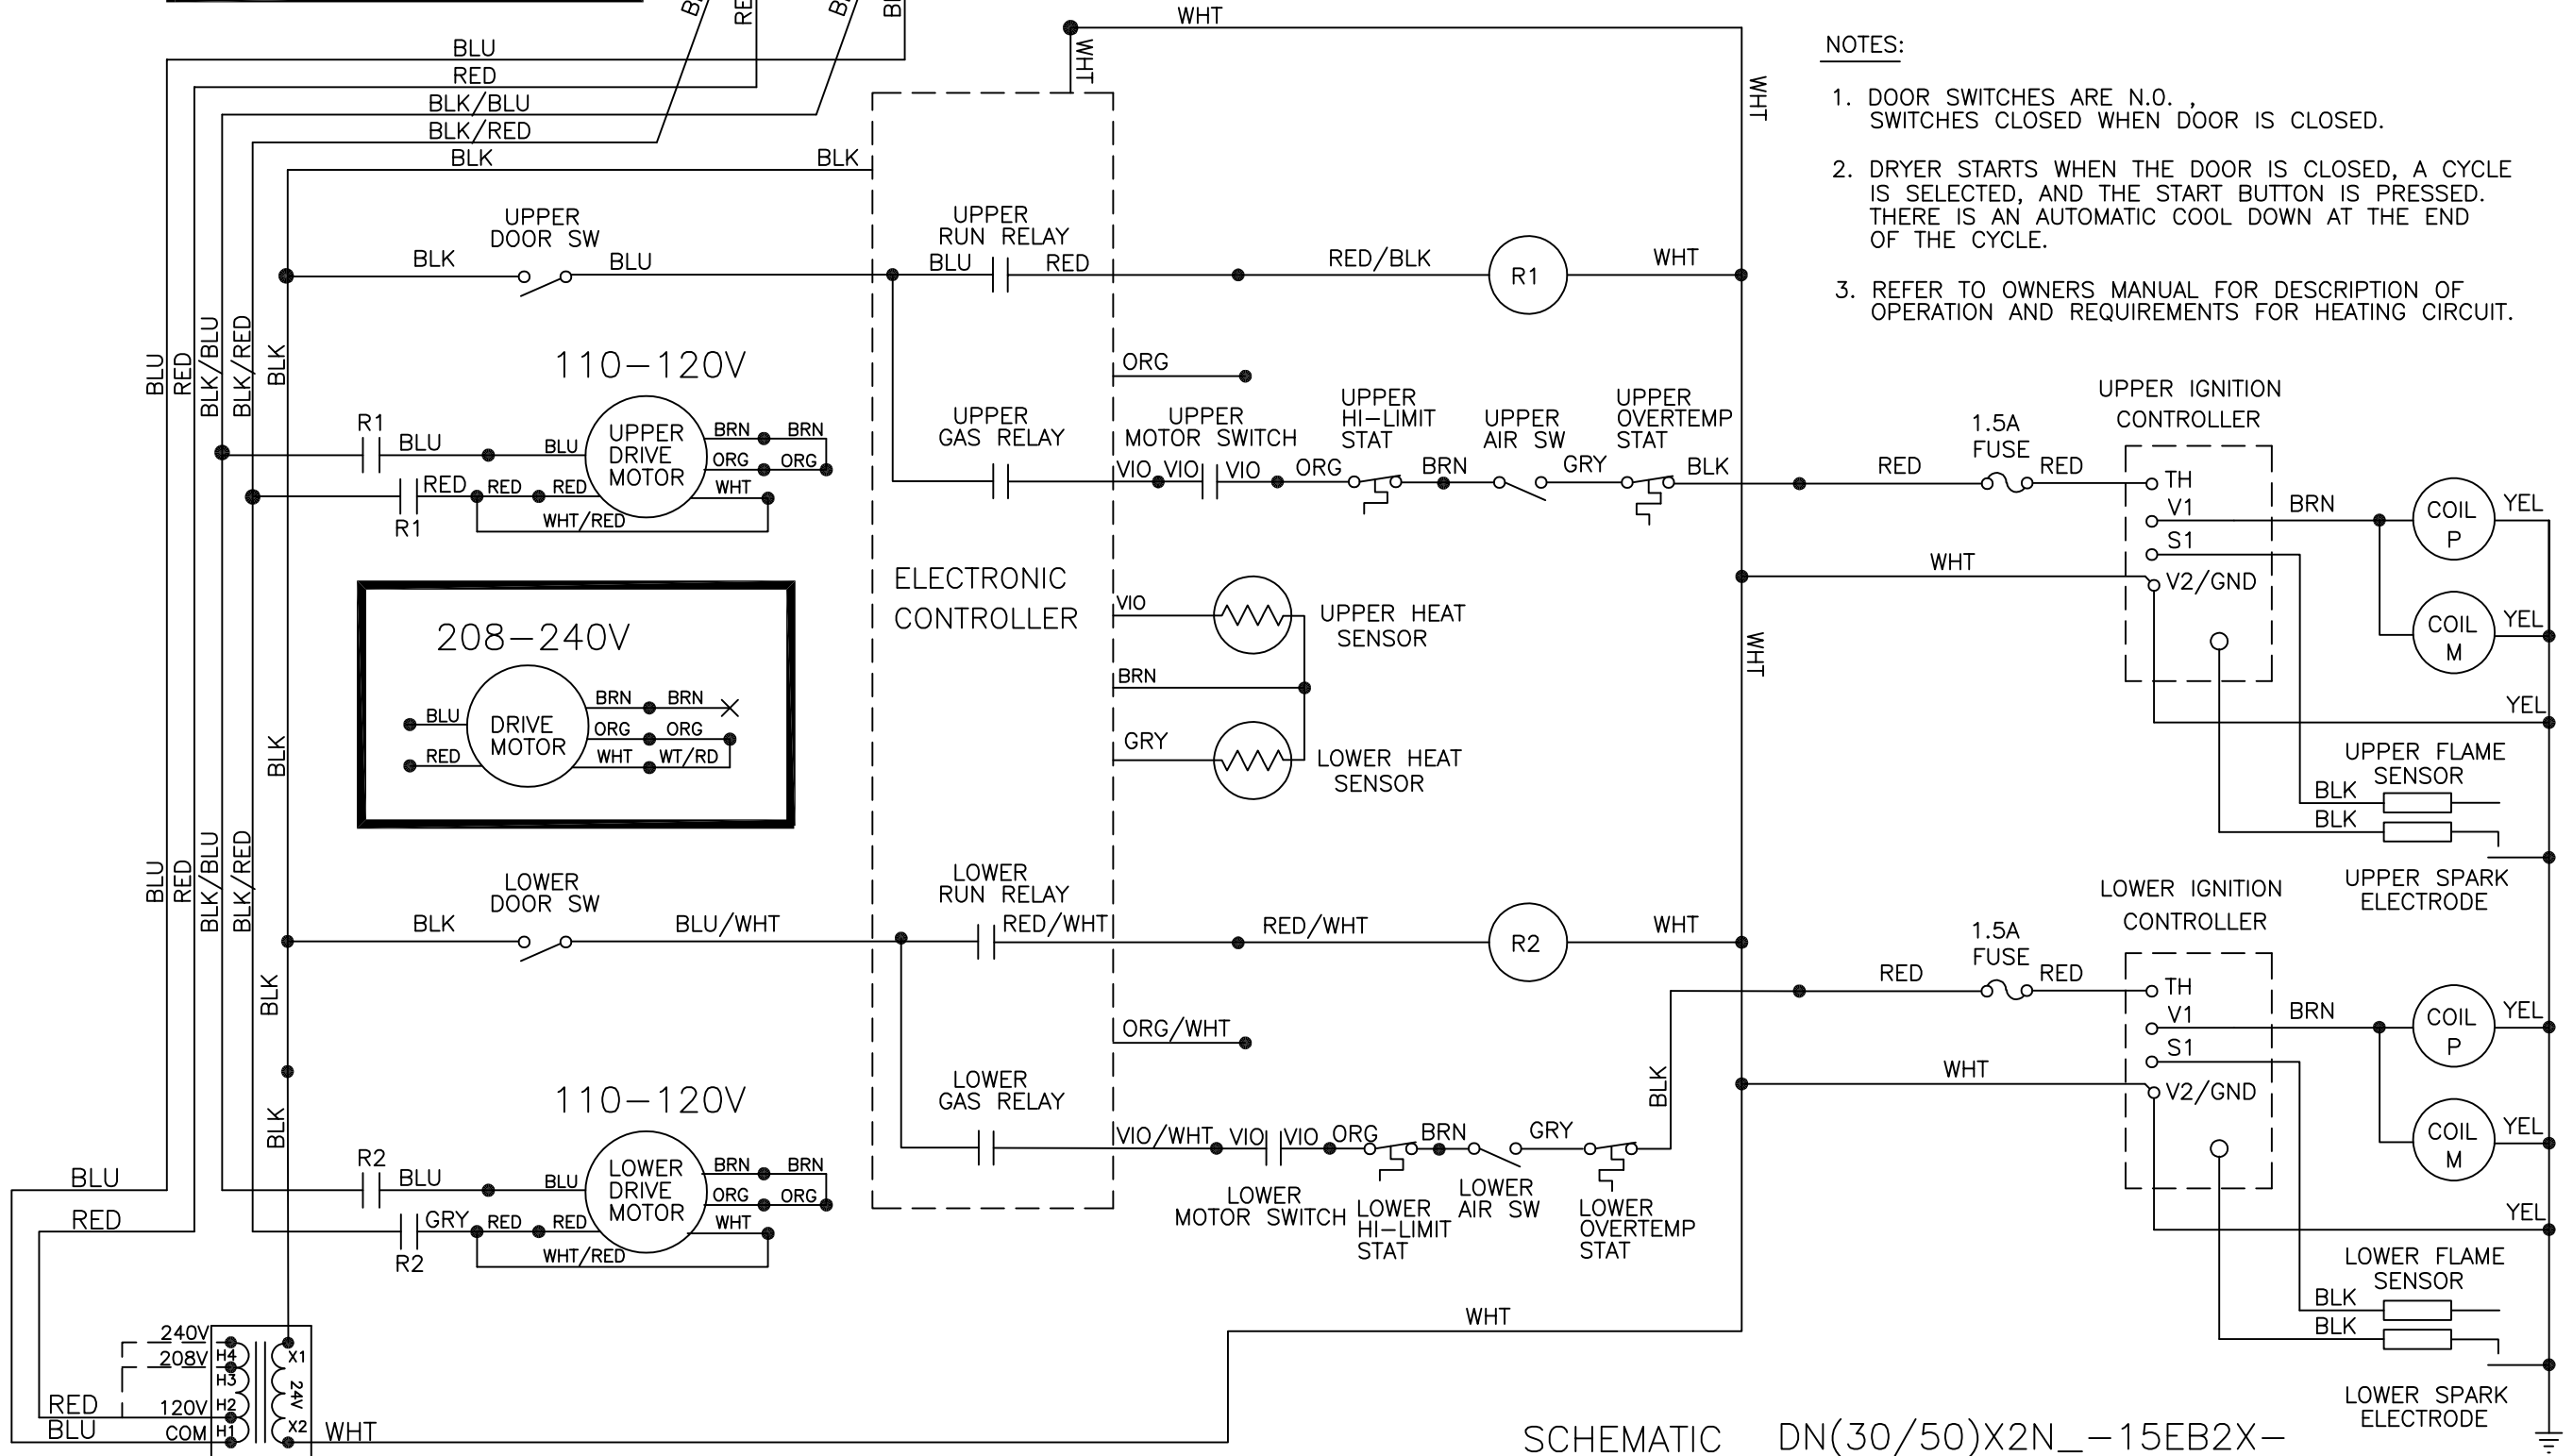 WHT
WHT
BLU
RED
BLK/BLU
BLK/RED
BLK
BLK
WHT
NOTES:
1. DOOR SWITCHES ARE N.O. ,
SWITCHES CLOSED WHEN DOOR IS CLOSED.
2. DRYER STARTS WHEN THE DOOR IS CLOSED, A CYCLE
IS SELECTED, AND THE START BUTTON IS PRESSED.
THERE IS AN AUTOMATIC COOL DOWN AT THE END
OF THE CYCLE.
3. REFER TO OWNERS MANUAL FOR DESCRIPTION OF
OPERATION AND REQUIREMENTS FOR HEATING CIRCUIT.
UPPER
DOOR SW
BLK
BLU
UPPER
RUN RELAY
BLU
RED
RED/BLK
R1
WHT
BLU
RED
BLK/BLU
BLK/RED
BLK
110-120V
R1
BLU
BLU
UPPER
DRIVE
MOTOR
BRN
BRN
ORG
ORG
RED
RED
RED
WHT
R1
WHT/RED
ORG
UPPER
GAS RELAY
UPPER
MOTOR SWITCH
UPPER
HI-LIMIT
STAT
UPPER
AIR SW
UPPER
OVERTEMP
STAT
VIO
VIO
VIO
ORG
BRN
GRY
BLK
RED
1.5A
FUSE
RED
UPPER IGNITION
CONTROLLER
TH
V1
S1
V2/GND
BRN
COIL
P
YEL
COIL
M
YEL
WHT
YEL
UPPER FLAME
SENSOR
BLK
BLK
UPPER SPARK
ELECTRODE
208-240V
BLU
DRIVE
MOTOR
BRN
BRN
ORG
ORG
RED
WHT
WT/RD
ELECTRONIC
CONTROLLER
VIO
UPPER HEAT
SENSOR
BRN
GRY
LOWER HEAT
SENSOR
WHT
BLK
BLU
RED
BLK/BLU
BLK/RED
LOWER
DOOR SW
BLK
BLU/WHT
LOWER
RUN RELAY
RED/WHT
RED/WHT
R2
WHT
BLK
BLK
ORG/WHT
LOWER
GAS RELAY
VIO/WHT
VIO
VIO
ORG
BRN
GRY
BLK
LOWER
MOTOR SWITCH
LOWER
HI-LIMIT
STAT
LOWER
AIR SW
LOWER
OVERTEMP
STAT
RED
1.5A
FUSE
RED
LOWER IGNITION
CONTROLLER
TH
V1
S1
V2/GND
BRN
COIL
P
YEL
COIL
M
YEL
WHT
YEL
LOWER FLAME
SENSOR
BLK
BLK
LOWER SPARK
ELECTRODE
110-120V
R2
BLU
BLU
LOWER
DRIVE
MOTOR
BRN
BRN
ORG
ORG
GRY
RED
RED
WHT
R2
WHT/RED
BLU
RED
240V
208V
120V
COM
H4
H3
H2
H1
X1
24V
X2
RED
BLU
WHT
WHT
SCHEMATIC DN(30/50)X2N_-15EB2X-